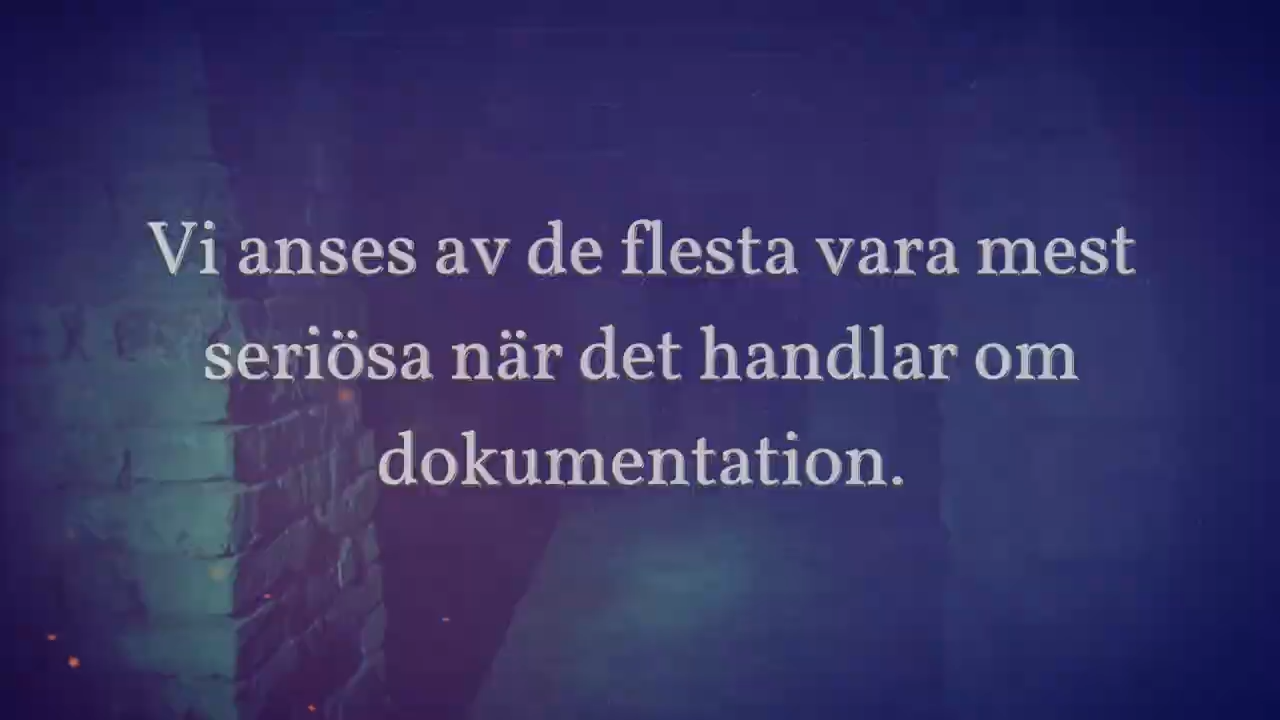 Vi anses av de flesta vara mest
seriösa när det handlar om
dokumentation.